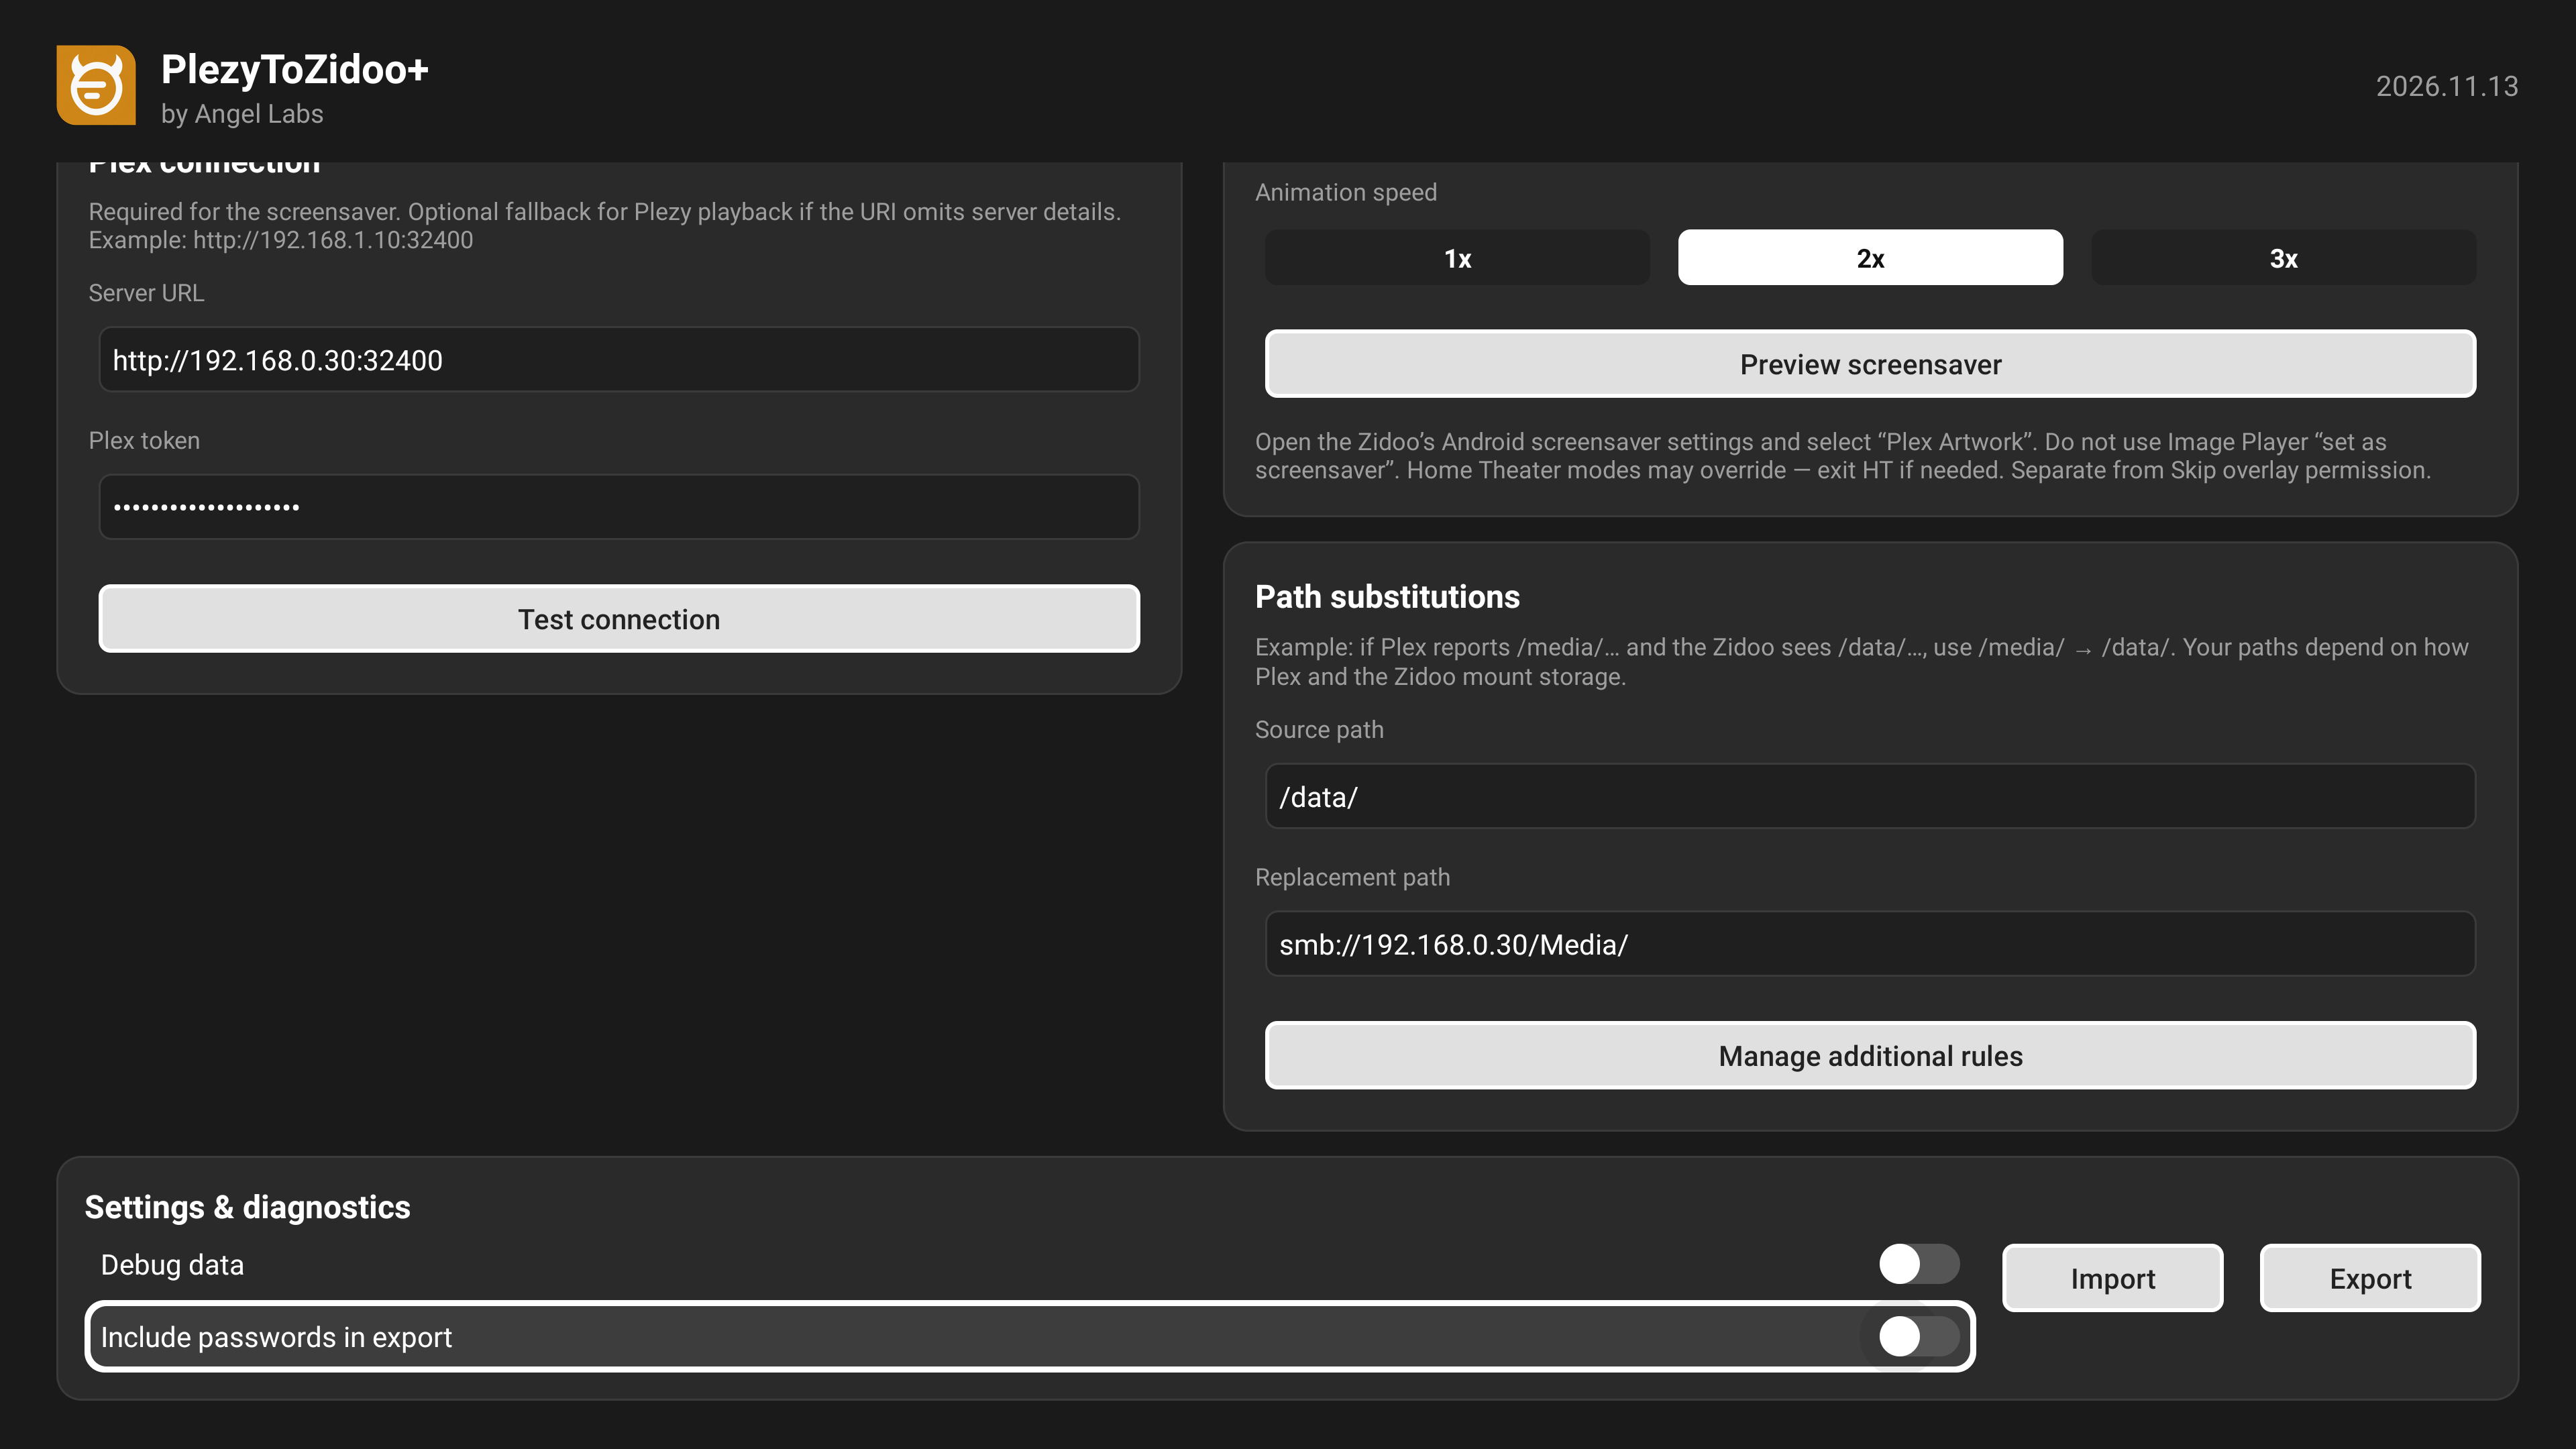 PlezyToZidoo+
by Angel Labs
2026.11.13
Plex connection
Required for the screensaver. Optional fallback for Plezy playback if the URI omits server details.
Example: http://192.168.1.10:32400
Server URL
http://192.168.0.30:32400
Plex token
••••••••••••••••••••
Test connection
Animation speed
1x
2x
3x
Preview screensaver
Open the Zidoo’s Android screensaver settings and select “Plex Artwork”. Do not use Image Player “set as
screensaver”. Home Theater modes may override — exit HT if needed. Separate from Skip overlay permission.
Path substitutions
Example: if Plex reports /media/… and the Zidoo sees /data/…, use /media/ → /data/. Your paths depend on how
Plex and the Zidoo mount storage.
Source path
/data/
Replacement path
smb://192.168.0.30/Media/
Manage additional rules
Settings & diagnostics
Debug data
Include passwords in export
Import
Export